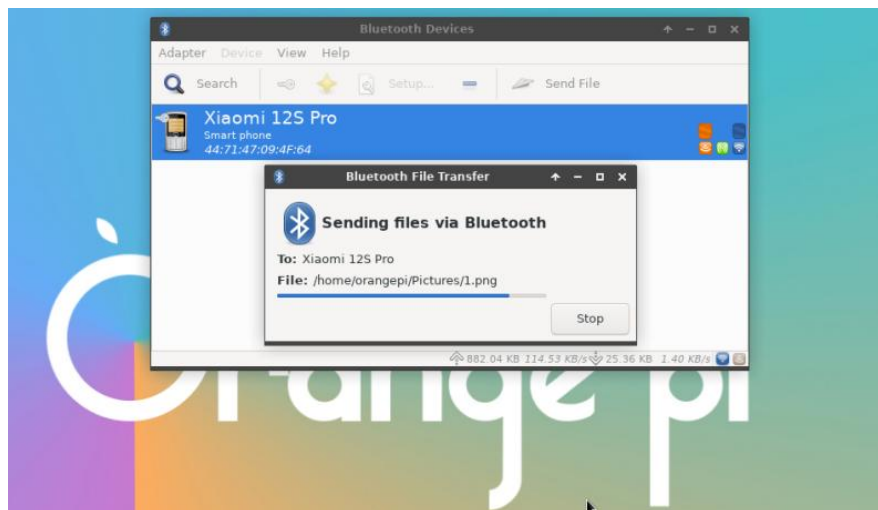 Bluetooth Devices
Adapter Device View Help
Search Setup... Send File
Xiaomi 12S Pro
Smart phone
44:71:47:09:4F:64
Bluetooth File Transfer
Sending files via Bluetooth
To: Xiaomi 12S Pro
File: /home/orangepi/Pictures/1.png
Stop
882.04 KB 114.53 KB/s 25.36 KB 1.40 KB/s
Orange pi